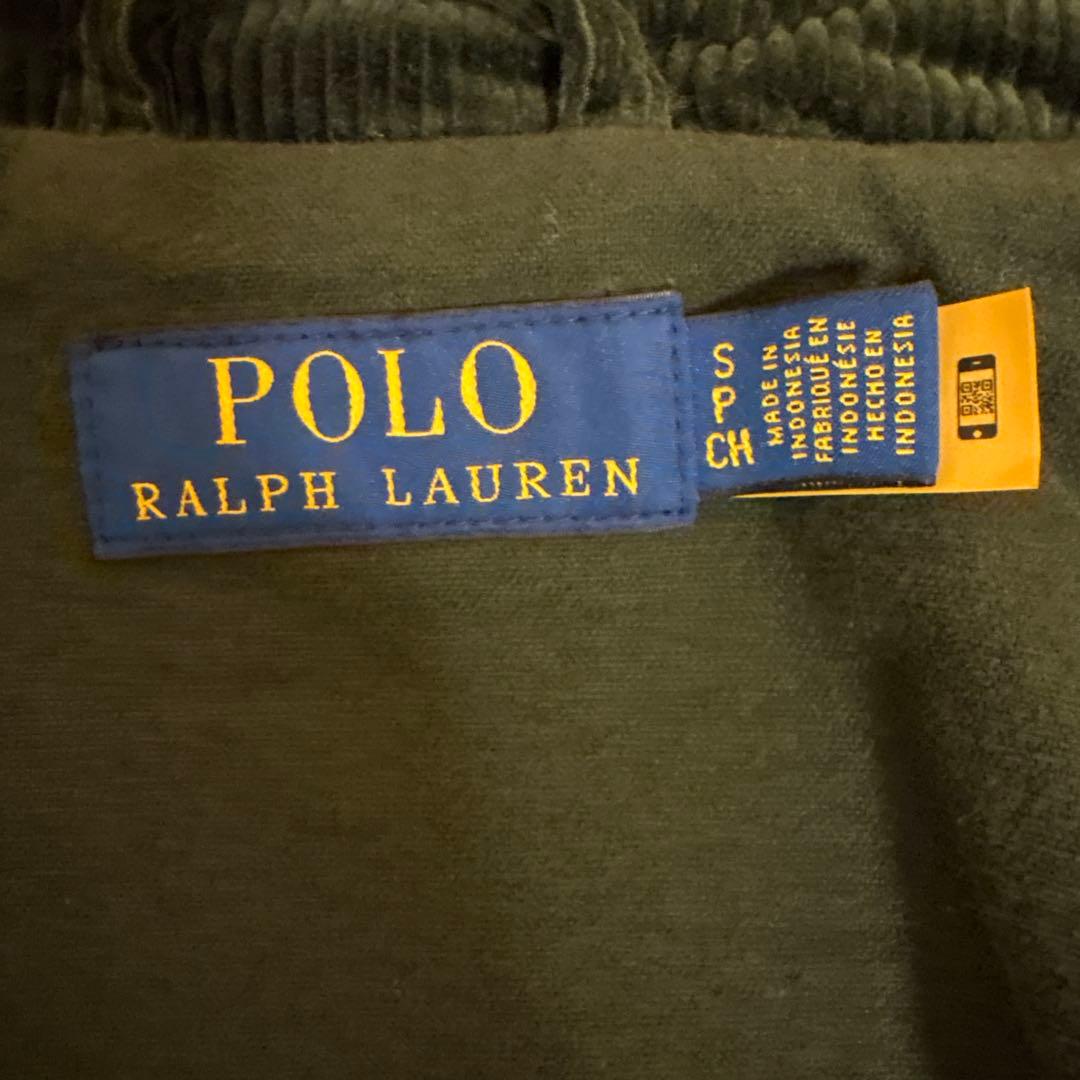 POLO
RALPH LAUREN
S
P
CH
MADE IN
INDONESIA
FABRIQUÉ EN
INDONÉSIE
HECHO EN
INDONESIA